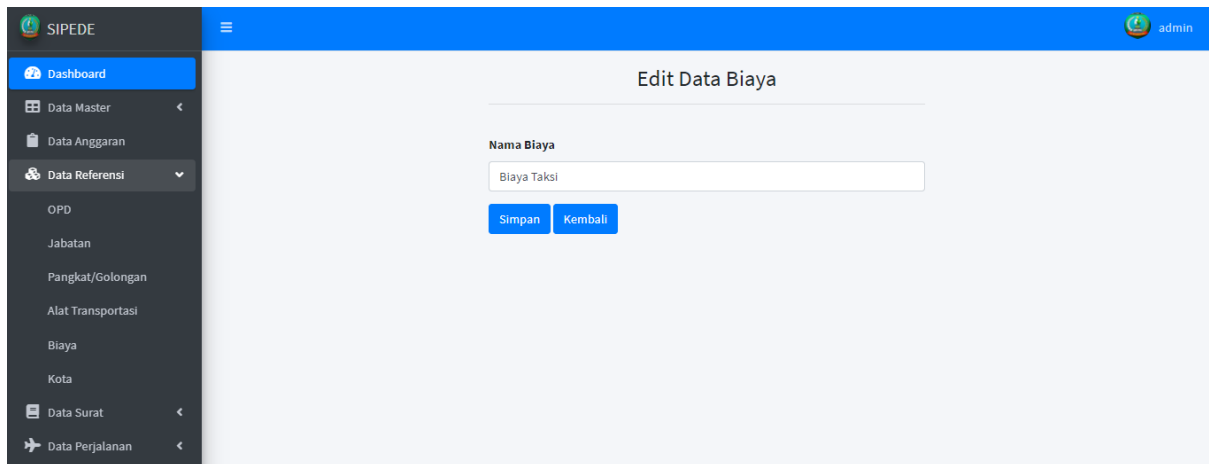 SIPEDE
admin
Dashboard
Data Master
Data Anggaran
Data Referensi
OPD
Jabatan
Pangkat/Golongan
Alat Transportasi
Biaya
Kota
Data Surat
Data Perjalanan
Edit Data Biaya
Nama Biaya
Biaya Taksi
Simpan Kembali